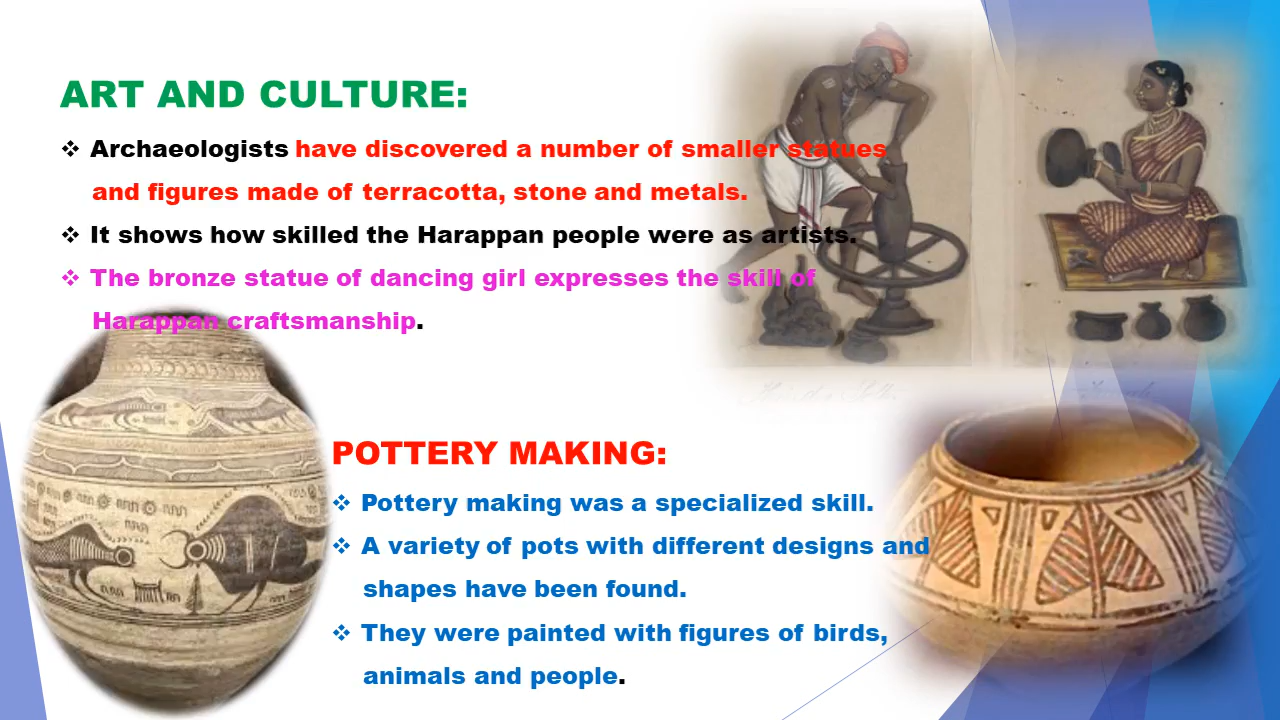 ART AND CULTURE:
❖ Archaeologists have discovered a number of smaller statues
and figures made of terracotta, stone and metals.
❖ It shows how skilled the Harappan people were as artists.
❖ The bronze statue of dancing girl expresses the skill of
Harappan craftsmanship.
POTTERY MAKING:
❖ Pottery making was a specialized skill.
❖ A variety of pots with different designs and
shapes have been found.
❖ They were painted with figures of birds,
animals and people.